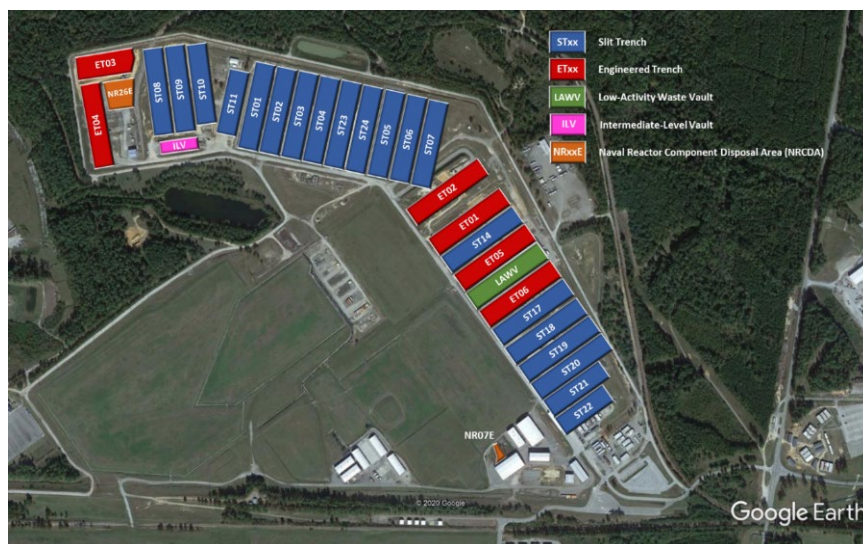 STxx Slit Trench
ETxx Engineered Trench
LAWV Low-Activity Waste Vault
ILV Intermediate-Level Vault
NRxxE Naval Reactor Component Disposal Area (NRCDA)
ET03
NR26E
ET04
ST08
ST09
ST10
ILV
ST11
ST01
ST02
ST03
ST04
ST23
ST24
ST05
ST06
ST07
ET02
ET01
ST14
ET05
LAWV
ET06
ST17
ST18
ST19
ST20
ST21
ST22
NR07E
© 2020 Google
Google Earth